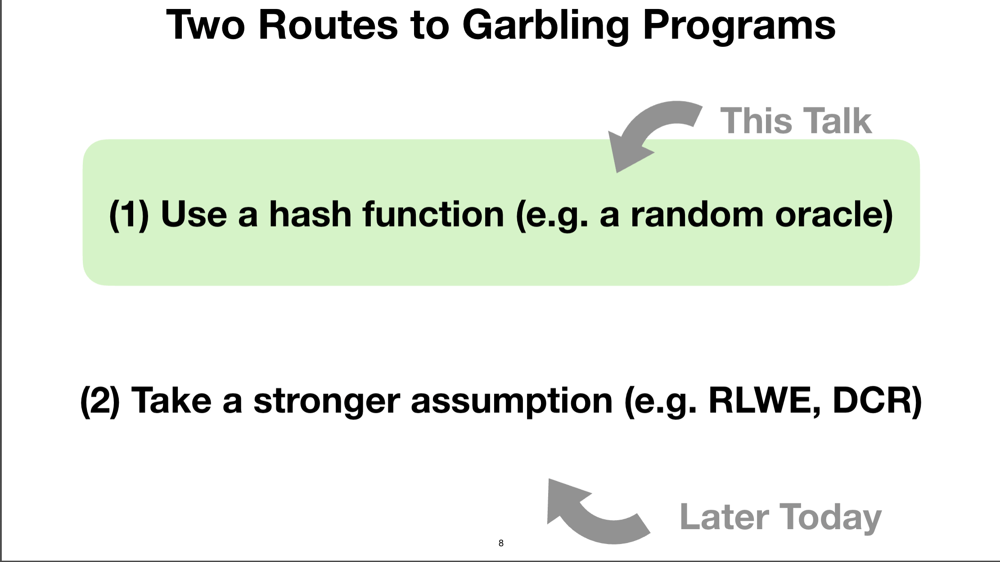 Two Routes to Garbling Programs
This Talk
(1) Use a hash function (e.g. a random oracle)
(2) Take a stronger assumption (e.g. RLWE, DCR)
Later Today
8